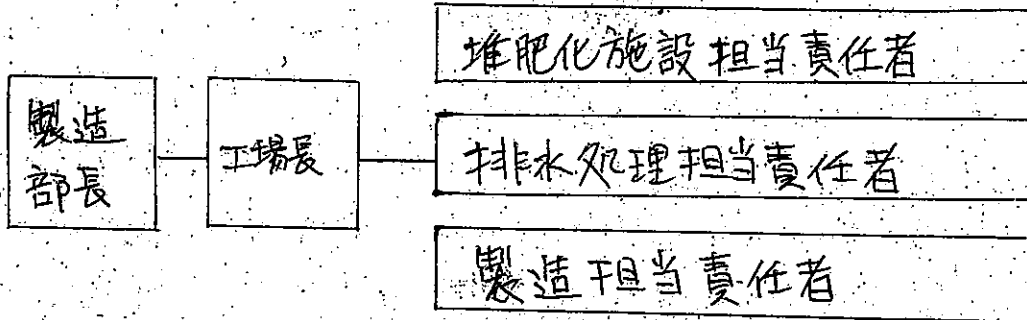 製造
部長
工場長
堆肥化施設担当責任者
排水処理担当責任者
製造担当責任者